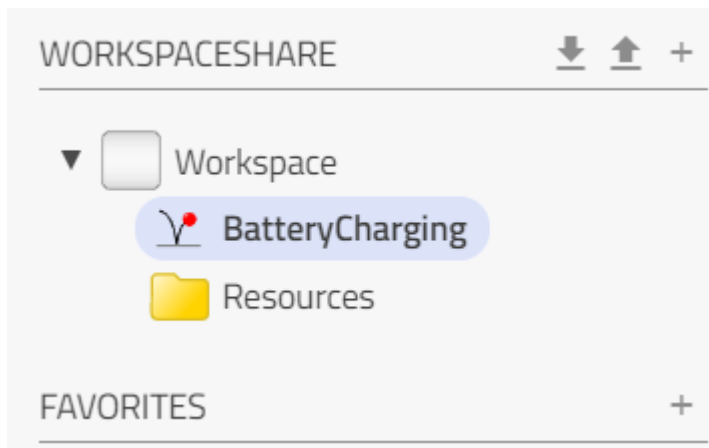 WORKSPACESHARE
Workspace
BatteryCharging
Resources
FAVORITES